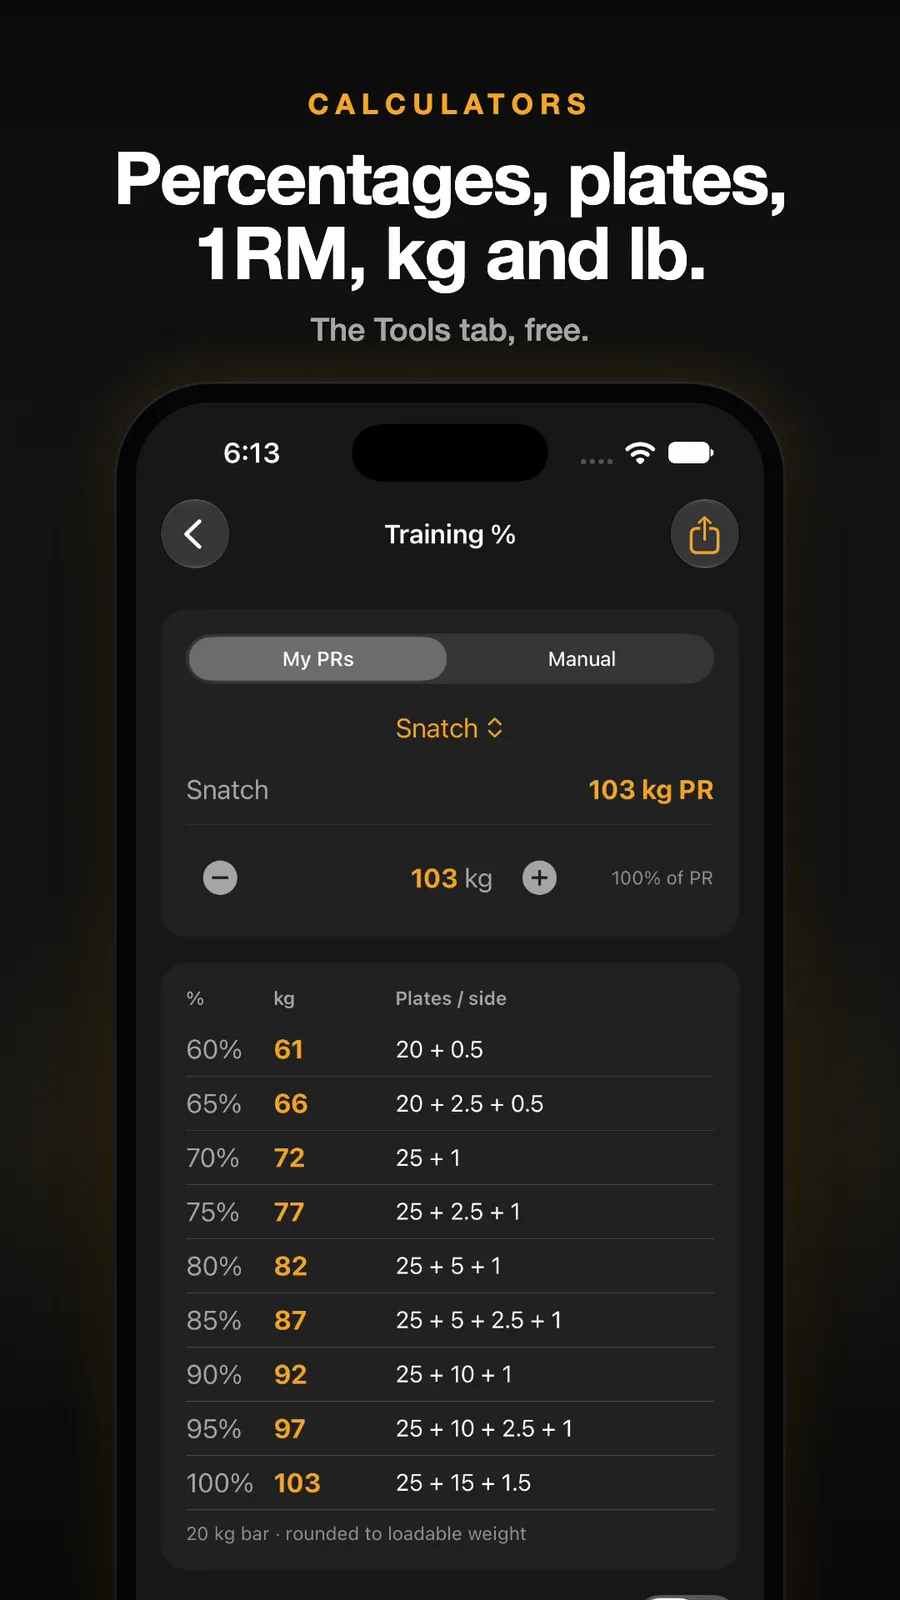 CALCULATORS
Percentages, plates,
1RM, kg and lb.
The Tools tab, free.
6:13
Training %
My PRs Manual
Snatch
Snatch 103 kg PR
103 kg 100% of PR
% kg Plates / side
60% 61 20 + 0.5
65% 66 20 + 2.5 + 0.5
70% 72 25 + 1
75% 77 25 + 2.5 + 1
80% 82 25 + 5 + 1
85% 87 25 + 5 + 2.5 + 1
90% 92 25 + 10 + 1
95% 97 25 + 10 + 2.5 + 1
100% 103 25 + 15 + 1.5
20 kg bar · rounded to loadable weight